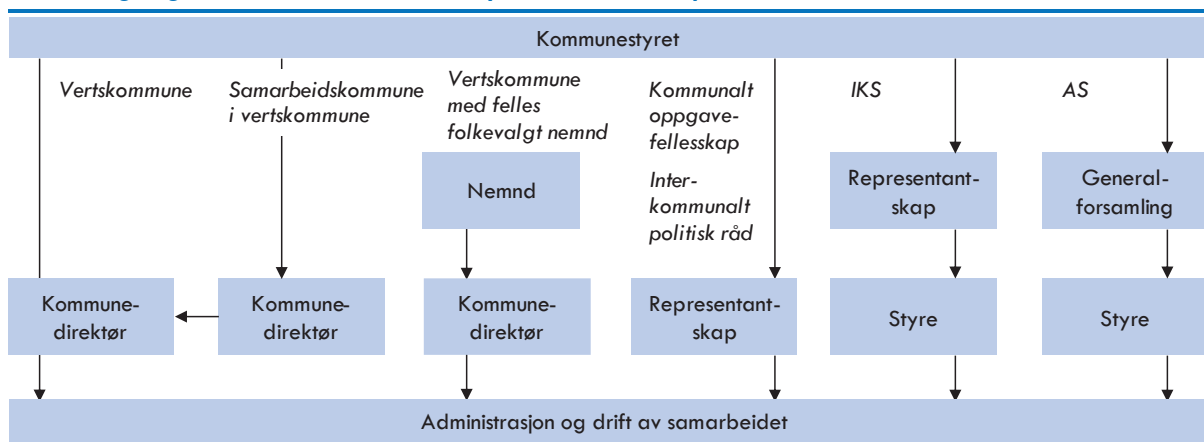 Kommunestyret
Vertskommune
Samarbeidskommune
i vertskommune
Vertskommune
med felles
folkevalgt nemnd
Kommunalt
oppgave-
fellesskap
Inter-
kommunalt
politisk råd
IKS
AS
Nemnd
Representant-
skap
General-
forsamling
Kommune-
direktør
Kommune-
direktør
Kommune-
direktør
Representant-
skap
Styre
Styre
Administrasjon og drift av samarbeidet